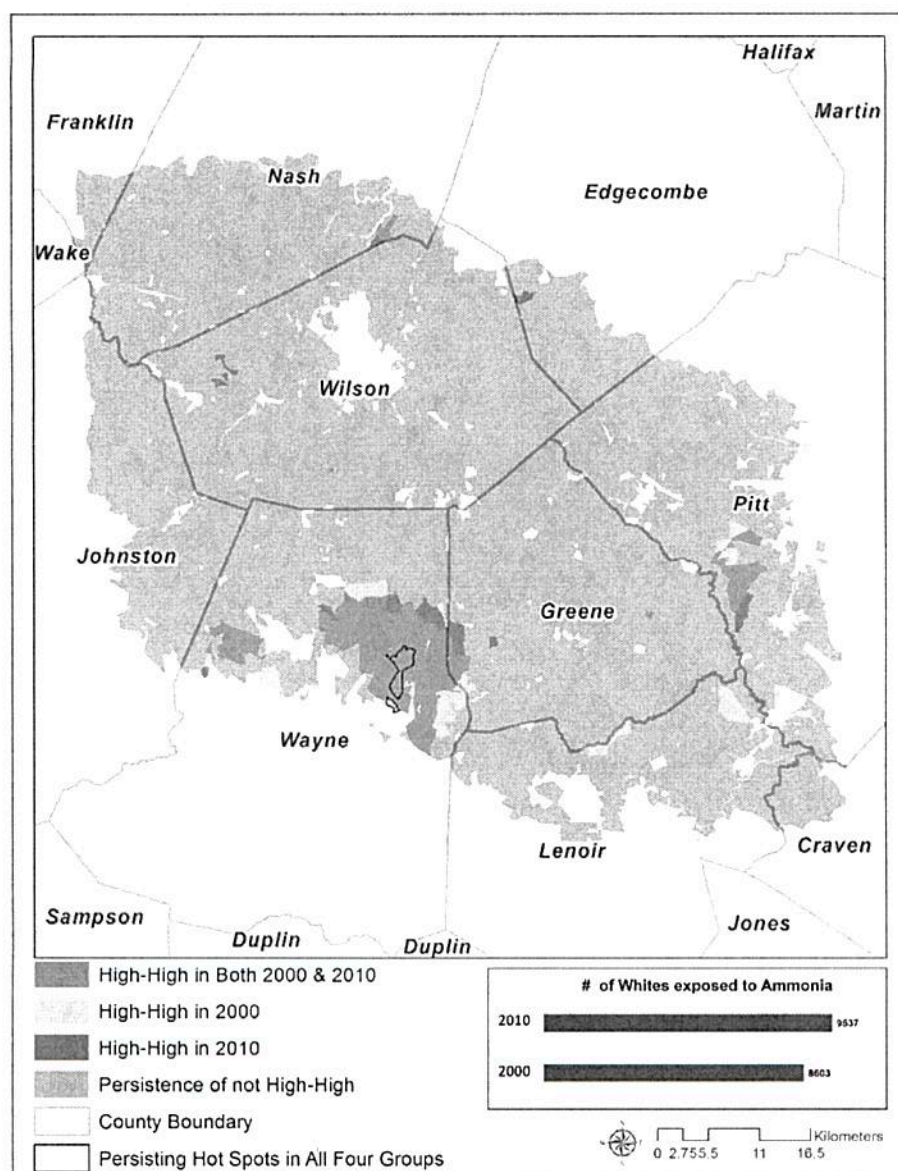 Halifax
Martin
Franklin
Nash
Edgecombe
Wake
Wilson
Pitt
Johnston
Greene
Wayne
Lenoir
Craven
Sampson
Duplin
Duplin
Jones
High-High in Both 2000 & 2010
High-High in 2000
High-High in 2010
Persistence of not High-High
County Boundary
Persisting Hot Spots in All Four Groups
# of Whites exposed to Ammonia
2010 9537
2000 8603
Kilometers
0 2.75 5.5 11 16.5